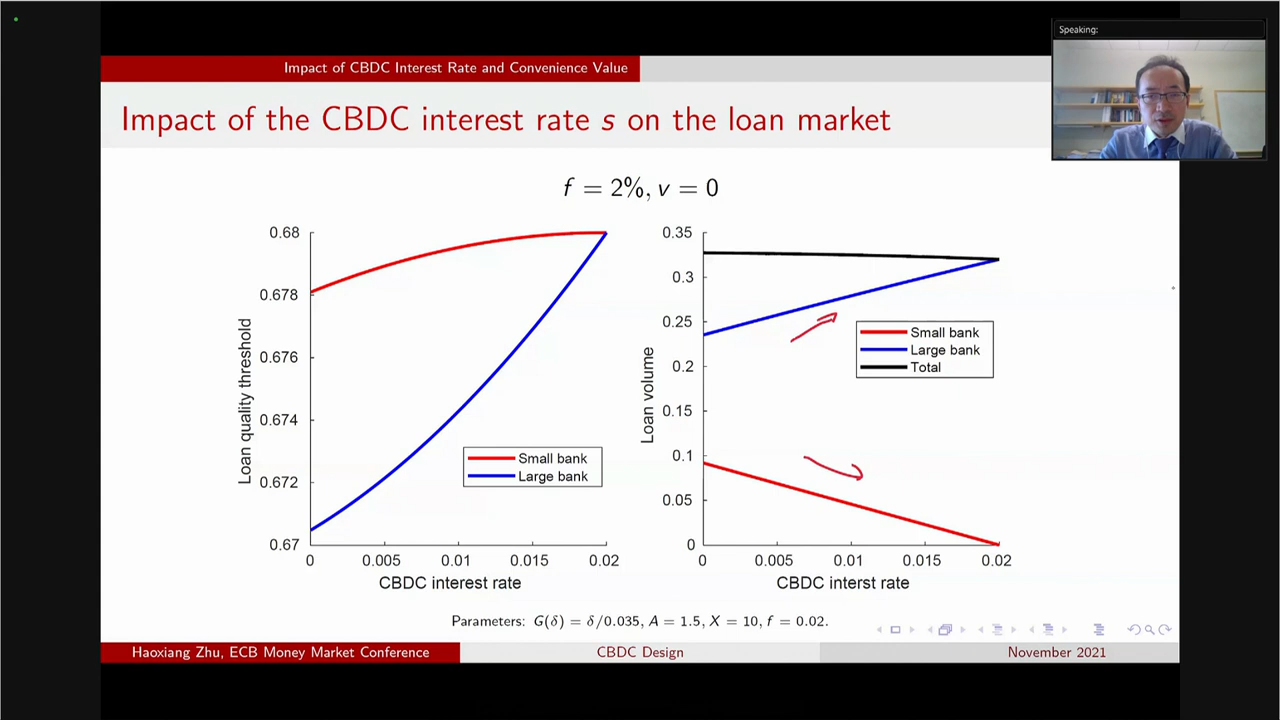 Speaking:
Impact of CBDC Interest Rate and Convenience Value
Impact of the CBDC interest rate s on the loan market
f = 2%, v = 0
Loan quality threshold
0.68
0.678
0.676
0.674
0.672
0.67
0
0.005
0.01
0.015
0.02
CBDC interest rate
Small bank
Large bank
Loan volume
0.35
0.3
0.25
0.2
0.15
0.1
0.05
0
0
0.005
0.01
0.015
0.02
CBDC interst rate
Small bank
Large bank
Total
Parameters: G(δ) = δ/0.035, A = 1.5, X = 10, f = 0.02.
Haoxiang Zhu, ECB Money Market Conference
CBDC Design
November 2021